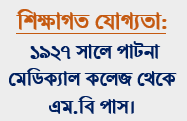 শিক্ষাগত যোগ্যতা:
১৯২৭ সালে পাটনা
মেডিক্যাল কলেজ থেকে
এম.বি পাস।